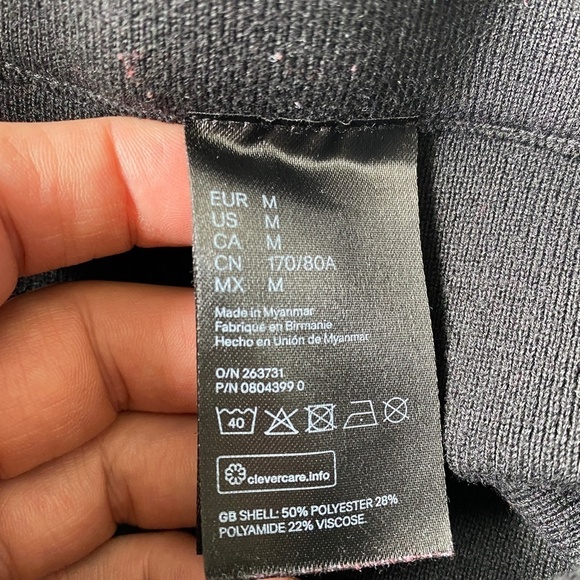 EUR M
US M
CA M
CN 170/80A
MX M
Made in Myanmar
Fabriqué en Birmanie
Hecho en Unión de Myanmar
O/N 263731
P/N 0804399 0
40
clevercare.info
GB SHELL: 50% POLYESTER 28%
POLYAMIDE 22% VISCOSE.